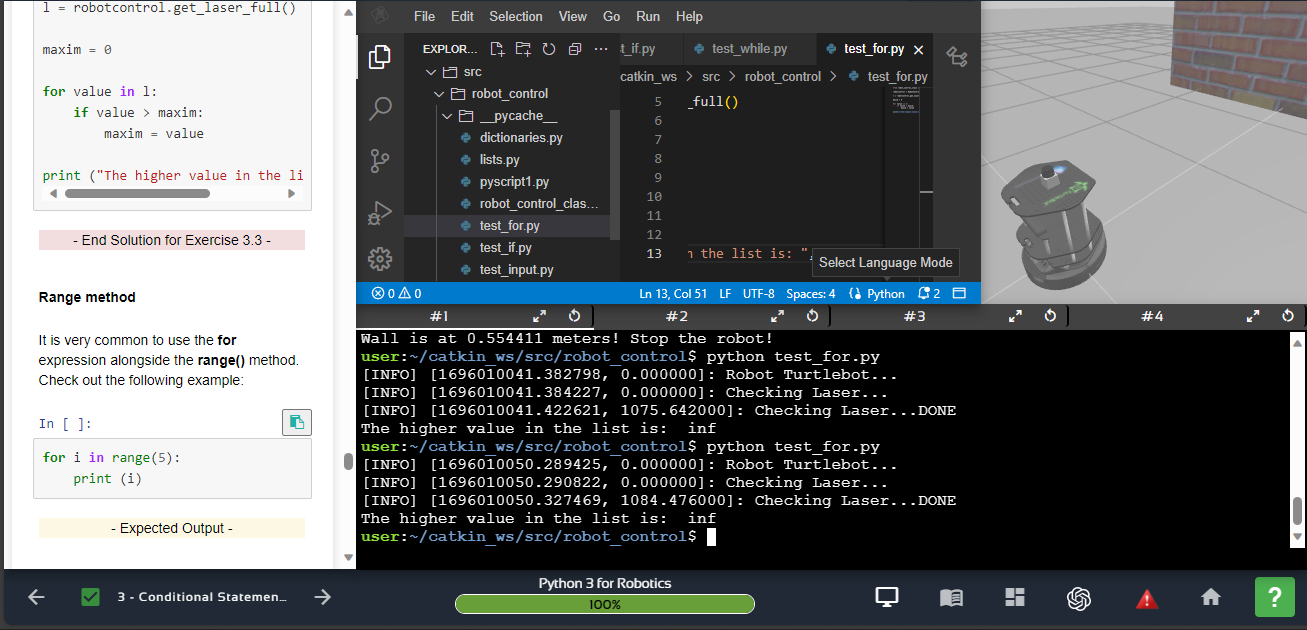 l = robotcontrol.get_laser_full()
maxim = 0
for value in l:
if value > maxim:
maxim = value
print ("The higher value in the li
- End Solution for Exercise 3.3 -
Range method
It is very common to use the for
expression alongside the range() method.
Check out the following example:
In [ ]:
for i in range(5):
print (i)
- Expected Output -
File Edit Selection View Go Run Help
EXPLOR...
src
robot_control
__pycache__
dictionaries.py
lists.py
pyscript1.py
robot_control_clas...
test_for.py
test_if.py
test_input.py
t_if.py test_while.py test_for.py
catkin_ws > src > robot_control > test_for.py
5 _full()
6
7
8
9
10
11
12
13 n the list is: ",
Select Language Mode
0 0 Ln 13, Col 51 LF UTF-8 Spaces: 4 Python 2
#1 #2 #3 #4
Wall is at 0.554411 meters! Stop the robot!
user:~/catkin_ws/src/robot_control$ python test_for.py
[INFO] [1696010041.382798, 0.000000]: Robot Turtlebot...
[INFO] [1696010041.384227, 0.000000]: Checking Laser...
[INFO] [1696010041.422621, 1075.642000]: Checking Laser...DONE
The higher value in the list is:  inf
user:~/catkin_ws/src/robot_control$ python test_for.py
[INFO] [1696010050.289425, 0.000000]: Robot Turtlebot...
[INFO] [1696010050.290822, 0.000000]: Checking Laser...
[INFO] [1696010050.327469, 1084.476000]: Checking Laser...DONE
The higher value in the list is:  inf
user:~/catkin_ws/src/robot_control$
3 - Conditional Statemen...
Python 3 for Robotics
100%
?